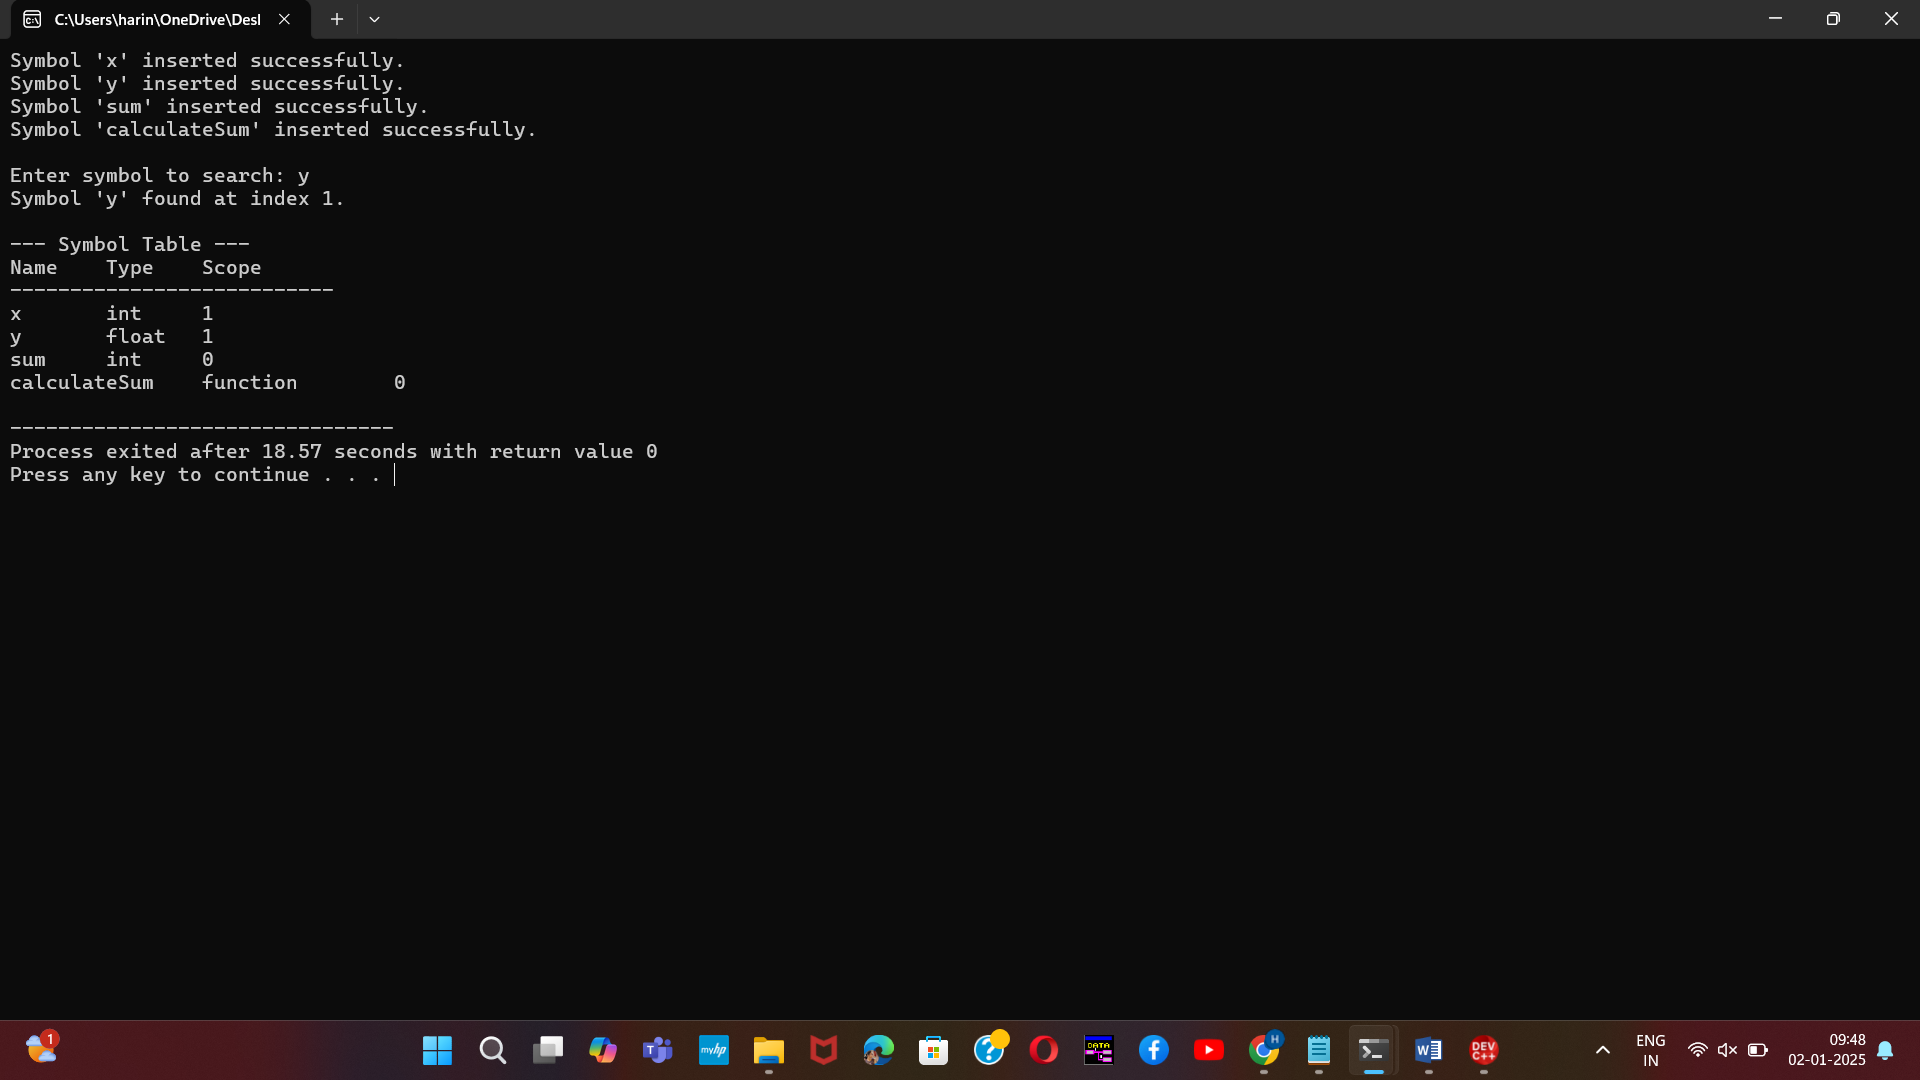 C:\Users\harin\OneDrive\Desl
Symbol 'x' inserted successfully.
Symbol 'y' inserted successfully.
Symbol 'sum' inserted successfully.
Symbol 'calculateSum' inserted successfully.
Enter symbol to search: y
Symbol 'y' found at index 1.
--- Symbol Table ---
Name    Type    Scope
---------------------------
x       int     1
y       float   1
sum     int     0
calculateSum    function        0
--------------------------------
Process exited after 18.57 seconds with return value 0
Press any key to continue . . .
1
T
myhp
DATA
H
W
DEV
C++
ENG
IN
09:48
02-01-2025